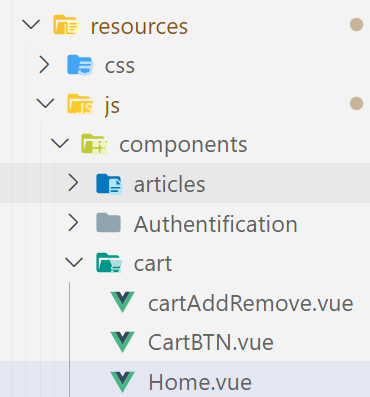 resources
css
js
components
articles
Authentification
cart
cartAddRemove.vue
CartBTN.vue
Home.vue